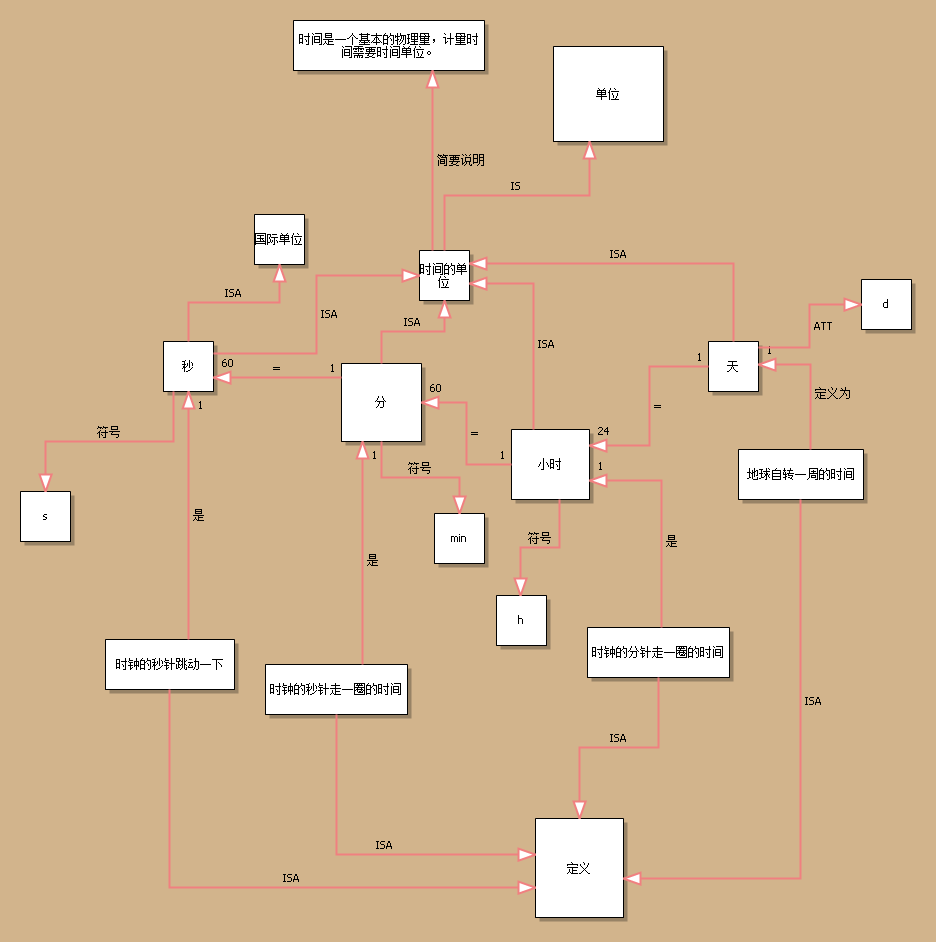 时间是一个基本的物理量，计量时
间需要时间单位。
单位
简要说明
IS
国际单位
时间的单
位
ISA
ISA
d
ISA
ISA
ATT
ISA
秒
60
=
1
分
60
=
1
小时
24
1
=
1
天
1
定义为
1
符号
1
符号
地球自转一周的时间
s
是
min
符号
是
是
h
时钟的秒针跳动一下
时钟的秒针走一圈的时间
时钟的分针走一圈的时间
ISA
ISA
ISA
ISA
定义